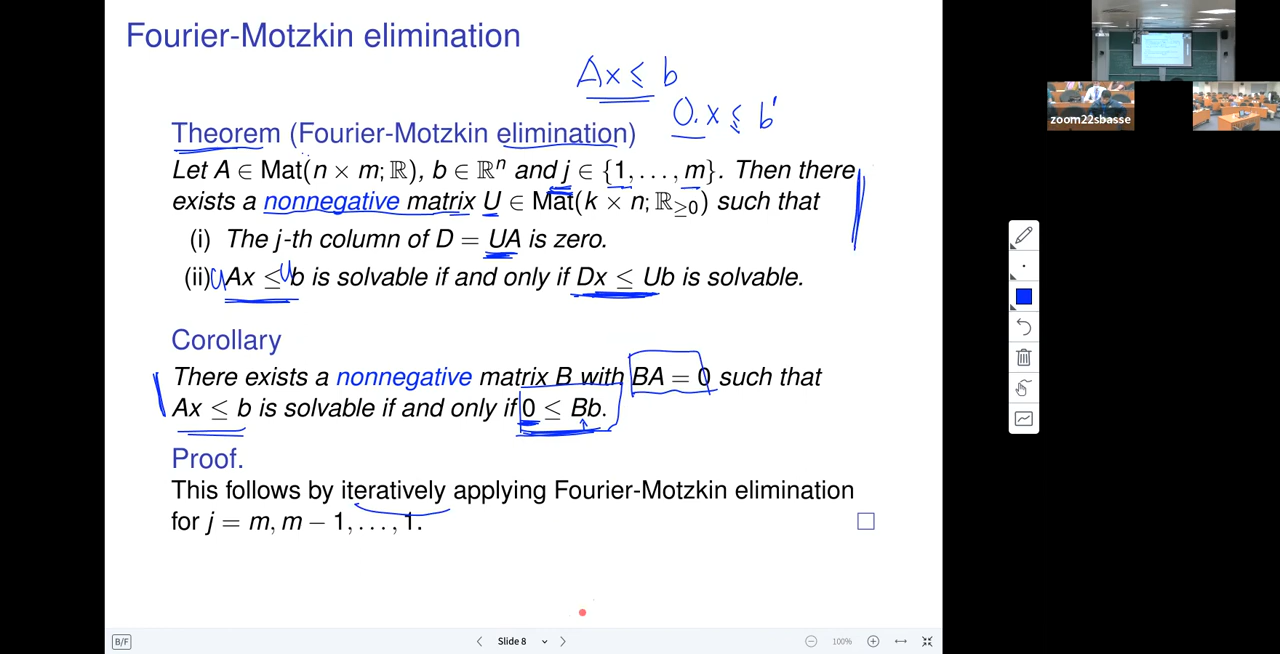 Fourier-Motzkin elimination
Ax ≤ b
0.x ≤ b'
Theorem (Fourier-Motzkin elimination)
Let A ∈ Mat(n × m; ℝ), b ∈ ℝⁿ and j ∈ {1, . . . , m}. Then there
exists a nonnegative matrix U ∈ Mat(k × n; ℝ≥0) such that
(i) The j-th column of D = UA is zero.
(ii) UAx ≤ Ub is solvable if and only if Dx ≤ Ub is solvable.
Corollary
There exists a nonnegative matrix B with BA = 0 such that
Ax ≤ b is solvable if and only if 0 ≤ Bb.
Proof.
This follows by iteratively applying Fourier-Motzkin elimination
for j = m, m − 1, . . . , 1.
□
zoom22sbasse
B/F
Slide 8
100%